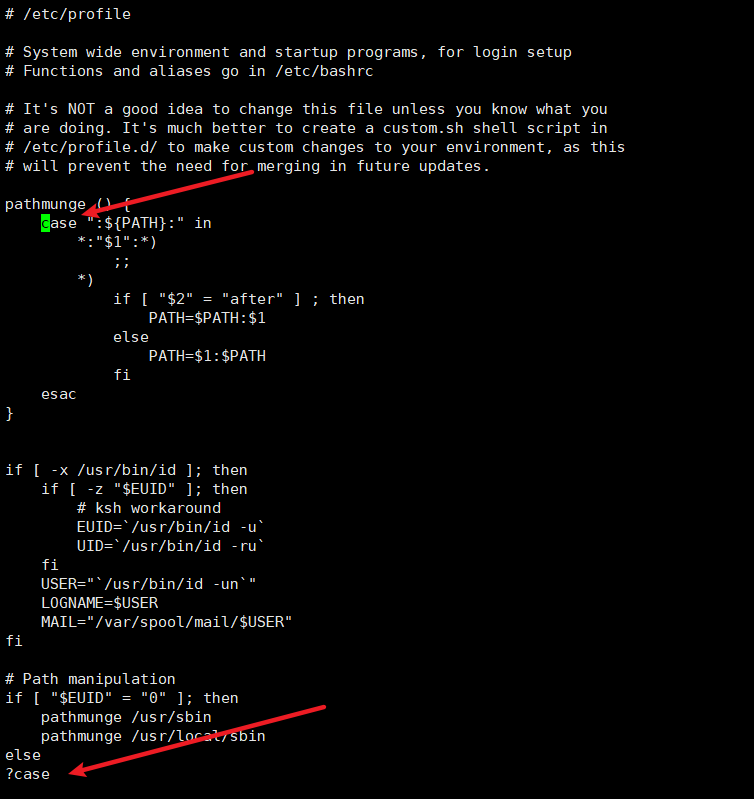 # /etc/profile

# System wide environment and startup programs, for login setup
# Functions and aliases go in /etc/bashrc

# It's NOT a good idea to change this file unless you know what you
# are doing. It's much better to create a custom.sh shell script in
# /etc/profile.d/ to make custom changes to your environment, as this
# will prevent the need for merging in future updates.

pathmunge () {
    case ":${PATH}:" in
        *:"$1":*)
            ;;
        *)
            if [ "$2" = "after" ] ; then
                PATH=$PATH:$1
            else
                PATH=$1:$PATH
            fi
    esac
}


if [ -x /usr/bin/id ]; then
    if [ -z "$EUID" ]; then
        # ksh workaround
        EUID=`/usr/bin/id -u`
        UID=`/usr/bin/id -ru`
    fi
    USER="`/usr/bin/id -un`"
    LOGNAME=$USER
    MAIL="/var/spool/mail/$USER"
fi

# Path manipulation
if [ "$EUID" = "0" ]; then
    pathmunge /usr/sbin
    pathmunge /usr/local/sbin
else
?case